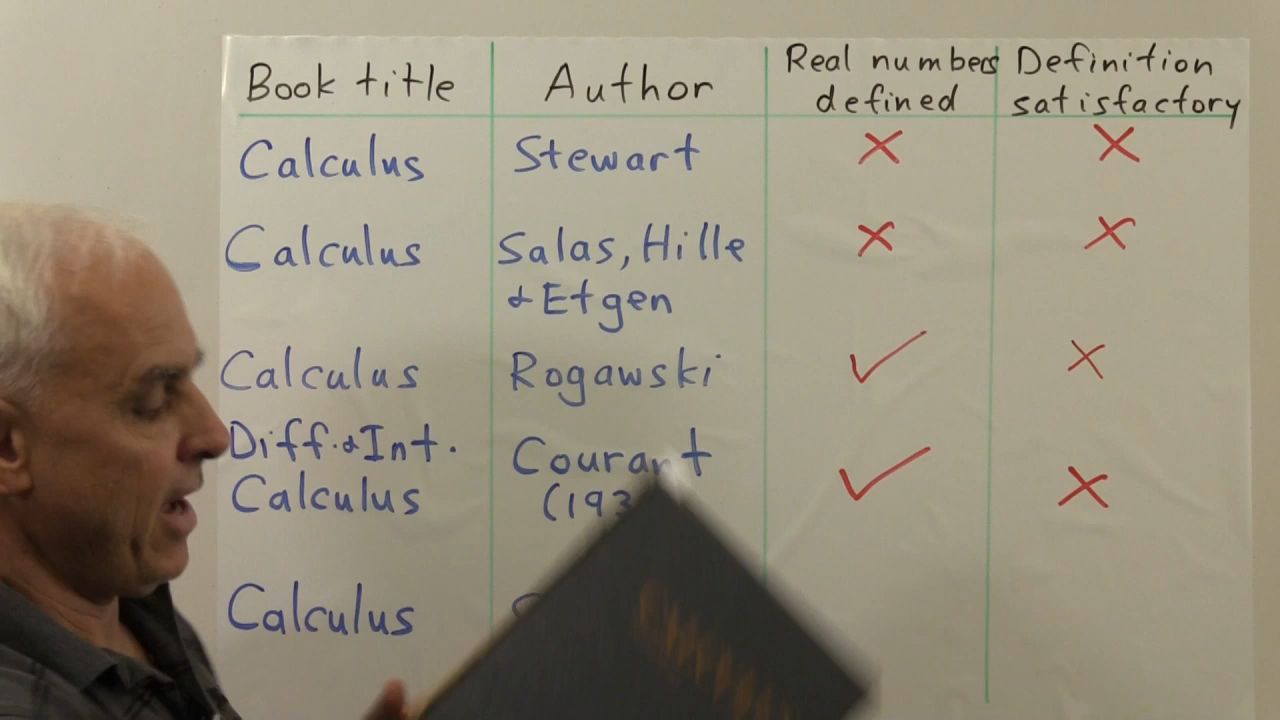 Book title Author Real numbers defined Definition satisfactory
Calculus Stewart × ×
Calculus Salas, Hille & Etgen × ×
Calculus Rogawski ✓ ×
Diff. & Int. Calculus Courant (193 ✓ ×
Calculus